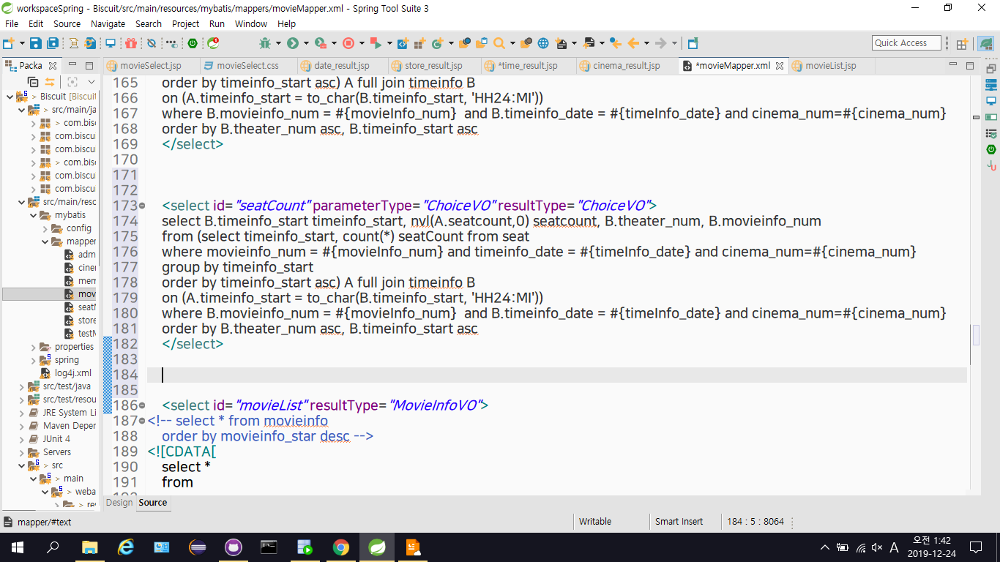 workspaceSpring - Biscuit/src/main/resources/mybatis/mappers/movieMapper.xml - Spring Tool Suite 3
File Edit Source Navigate Search Project Run Window Help
Quick Access
Packa
movieSelect.jsp movieSelect.css date_result.jsp store_result.jsp *time_result.jsp cinema_result.jsp *movieMapper.xml movieList.jsp
> Biscuit [Biscuit
> src/main/ja
> com.bis
com.biscu
com.biscu
> com.bis
com.biscu
com.biscu
src/main/reso
mybatis
config
mapper
adm
cine
mem
mov
seat
store
testM
properties
spring
log4j.xml
src/test/java
src/test/resou
JRE System Li
Maven Deper
JUnit 4
Servers
> src
> main
> weba
> re
165 order by timeinfo_start asc) A full join timeinfo B
166 on (A.timeinfo_start = to_char(B.timeinfo_start, 'HH24:MI'))
167 where B.movieinfo_num = #{movieInfo_num}  and B.timeinfo_date = #{timeInfo_date} and cinema_num=#{cinema_num}
168 order by B.theater_num asc, B.timeinfo_start asc
169 </select>
170
171
172
173 <select id="seatCount" parameterType="ChoiceVO" resultType="ChoiceVO">
174 select B.timeinfo_start timeinfo_start, nvl(A.seatcount,0) seatcount, B.theater_num, B.movieinfo_num
175 from (select timeinfo_start, count(*) seatCount from seat
176 where movieinfo_num = #{movieInfo_num} and timeinfo_date = #{timeInfo_date} and cinema_num=#{cinema_num}
177 group by timeinfo_start
178 order by timeinfo_start asc) A full join timeinfo B
179 on (A.timeinfo_start = to_char(B.timeinfo_start, 'HH24:MI'))
180 where B.movieinfo_num = #{movieInfo_num}  and B.timeinfo_date = #{timeInfo_date} and cinema_num=#{cinema_num}
181 order by B.theater_num asc, B.timeinfo_start asc
182 </select>
183
184
185
186 <select id="movieList" resultType="MovieInfoVO">
187 <!-- select * from movieinfo
188 order by movieinfo_star desc -->
189 <![CDATA[
190 select *
191 from
Design Source
mapper/#text
Writable
Smart Insert
184 : 5 : 8064
A
오전 1:42
2019-12-24